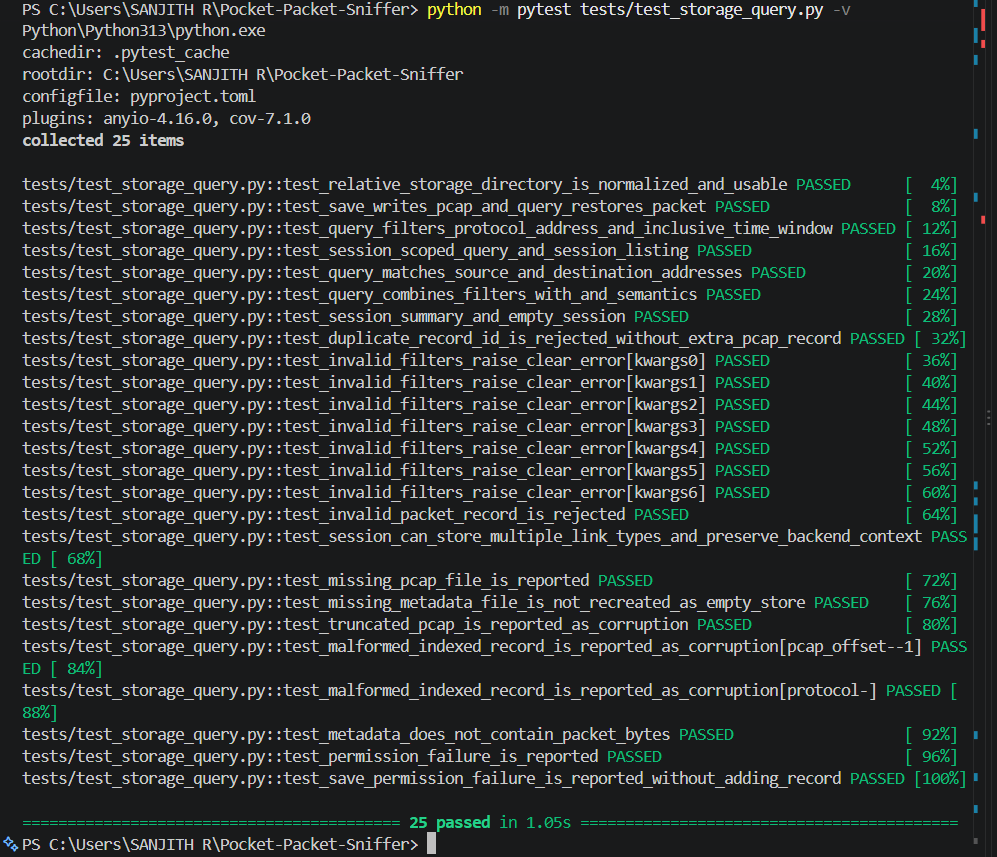 PS C:\Users\SANJITH R\Pocket-Packet-Sniffer> python -m pytest tests/test_storage_query.py -v
Python\Python313\python.exe
cachedir: .pytest_cache
rootdir: C:\Users\SANJITH R\Pocket-Packet-Sniffer
configfile: pyproject.toml
plugins: anyio-4.16.0, cov-7.1.0
collected 25 items

tests/test_storage_query.py::test_relative_storage_directory_is_normalized_and_usable PASSED [  4%]
tests/test_storage_query.py::test_save_writes_pcap_and_query_restores_packet PASSED [  8%]
tests/test_storage_query.py::test_query_filters_protocol_address_and_inclusive_time_window PASSED [ 12%]
tests/test_storage_query.py::test_session_scoped_query_and_session_listing PASSED [ 16%]
tests/test_storage_query.py::test_query_matches_source_and_destination_addresses PASSED [ 20%]
tests/test_storage_query.py::test_query_combines_filters_with_and_semantics PASSED [ 24%]
tests/test_storage_query.py::test_session_summary_and_empty_session PASSED [ 28%]
tests/test_storage_query.py::test_duplicate_record_id_is_rejected_without_extra_pcap_record PASSED [ 32%]
tests/test_storage_query.py::test_invalid_filters_raise_clear_error[kwargs0] PASSED [ 36%]
tests/test_storage_query.py::test_invalid_filters_raise_clear_error[kwargs1] PASSED [ 40%]
tests/test_storage_query.py::test_invalid_filters_raise_clear_error[kwargs2] PASSED [ 44%]
tests/test_storage_query.py::test_invalid_filters_raise_clear_error[kwargs3] PASSED [ 48%]
tests/test_storage_query.py::test_invalid_filters_raise_clear_error[kwargs4] PASSED [ 52%]
tests/test_storage_query.py::test_invalid_filters_raise_clear_error[kwargs5] PASSED [ 56%]
tests/test_storage_query.py::test_invalid_filters_raise_clear_error[kwargs6] PASSED [ 60%]
tests/test_storage_query.py::test_invalid_packet_record_is_rejected PASSED [ 64%]
tests/test_storage_query.py::test_session_can_store_multiple_link_types_and_preserve_backend_context PASS
ED [ 68%]
tests/test_storage_query.py::test_missing_pcap_file_is_reported PASSED [ 72%]
tests/test_storage_query.py::test_missing_metadata_file_is_not_recreated_as_empty_store PASSED [ 76%]
tests/test_storage_query.py::test_truncated_pcap_is_reported_as_corruption PASSED [ 80%]
tests/test_storage_query.py::test_malformed_indexed_record_is_reported_as_corruption[pcap_offset--1] PASS
ED [ 84%]
tests/test_storage_query.py::test_malformed_indexed_record_is_reported_as_corruption[protocol-] PASSED [
88%]
tests/test_storage_query.py::test_metadata_does_not_contain_packet_bytes PASSED [ 92%]
tests/test_storage_query.py::test_permission_failure_is_reported PASSED [ 96%]
tests/test_storage_query.py::test_save_permission_failure_is_reported_without_adding_record PASSED [100%]

========================================== 25 passed in 1.05s ==========================================
PS C:\Users\SANJITH R\Pocket-Packet-Sniffer>